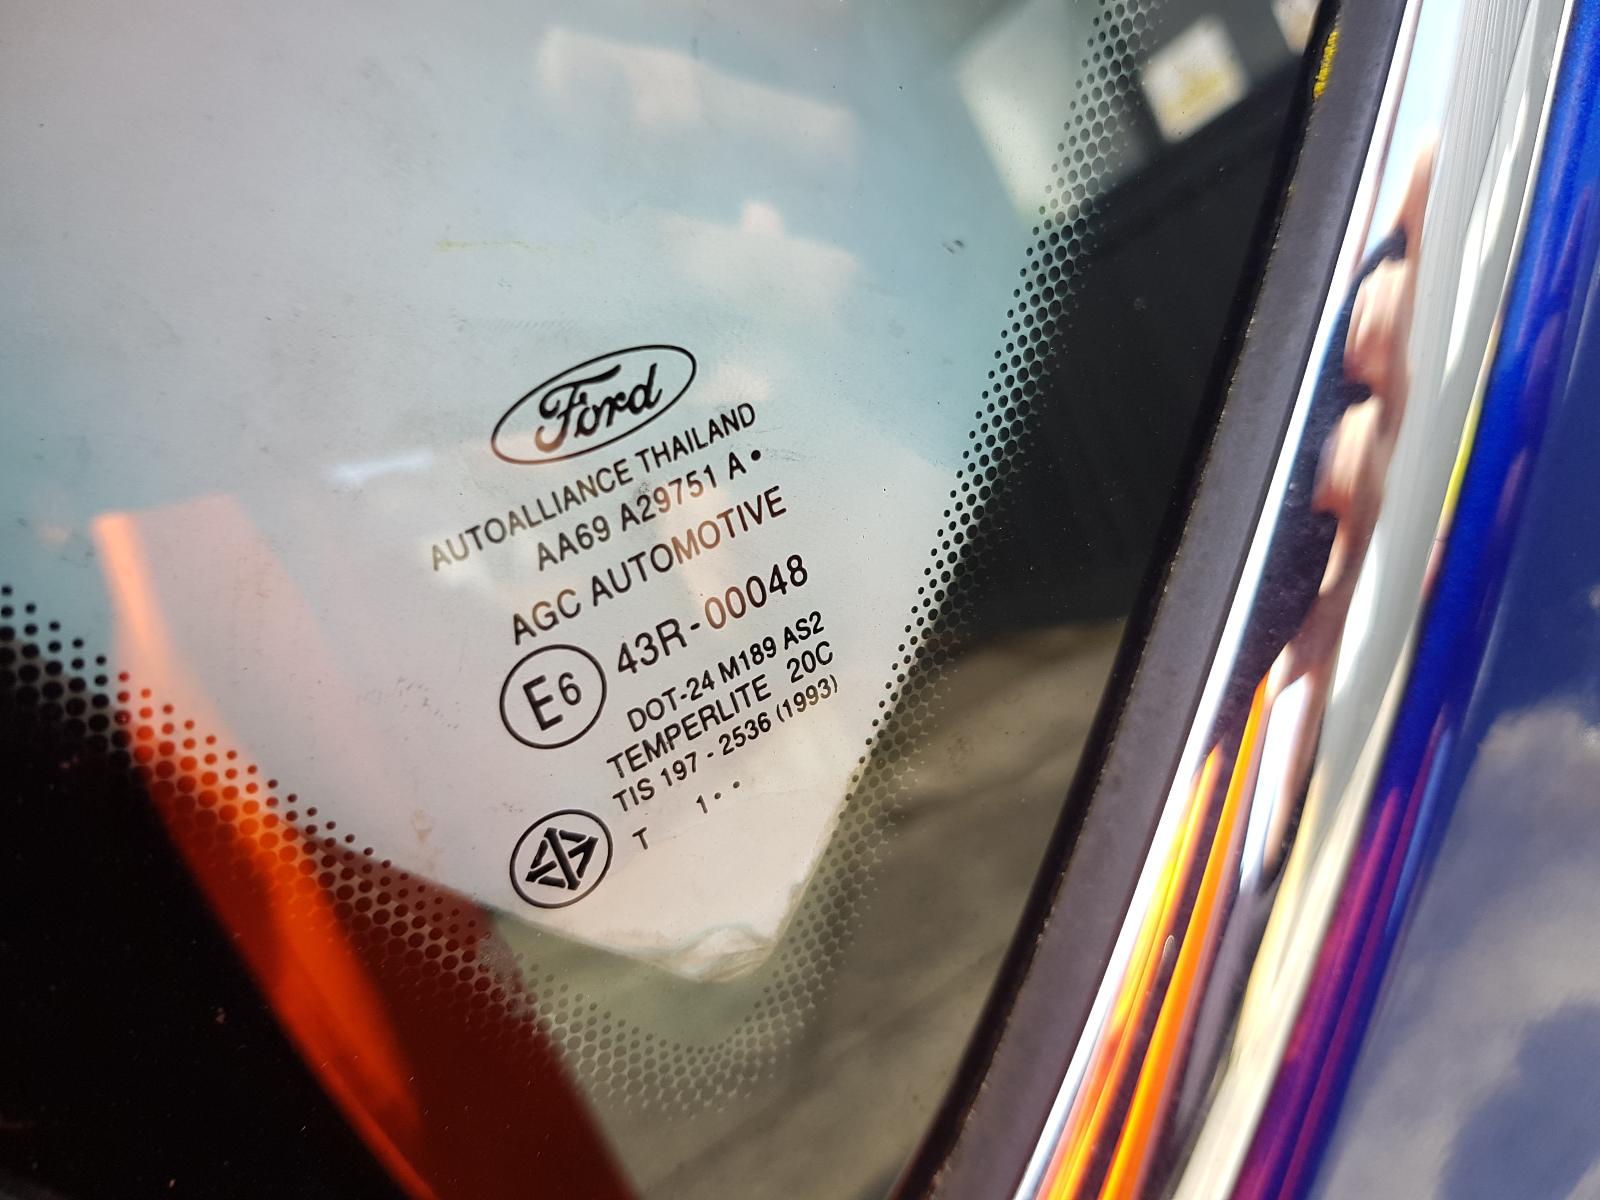 Ford
AUTOALLIANCE THAILAND
AA69 A29751 A •
AGC AUTOMOTIVE
E6 43R - 00048
DOT-24 M189 AS2
TEMPERLITE 20C
TIS 197 - 2536 (1993)
T 1 • •